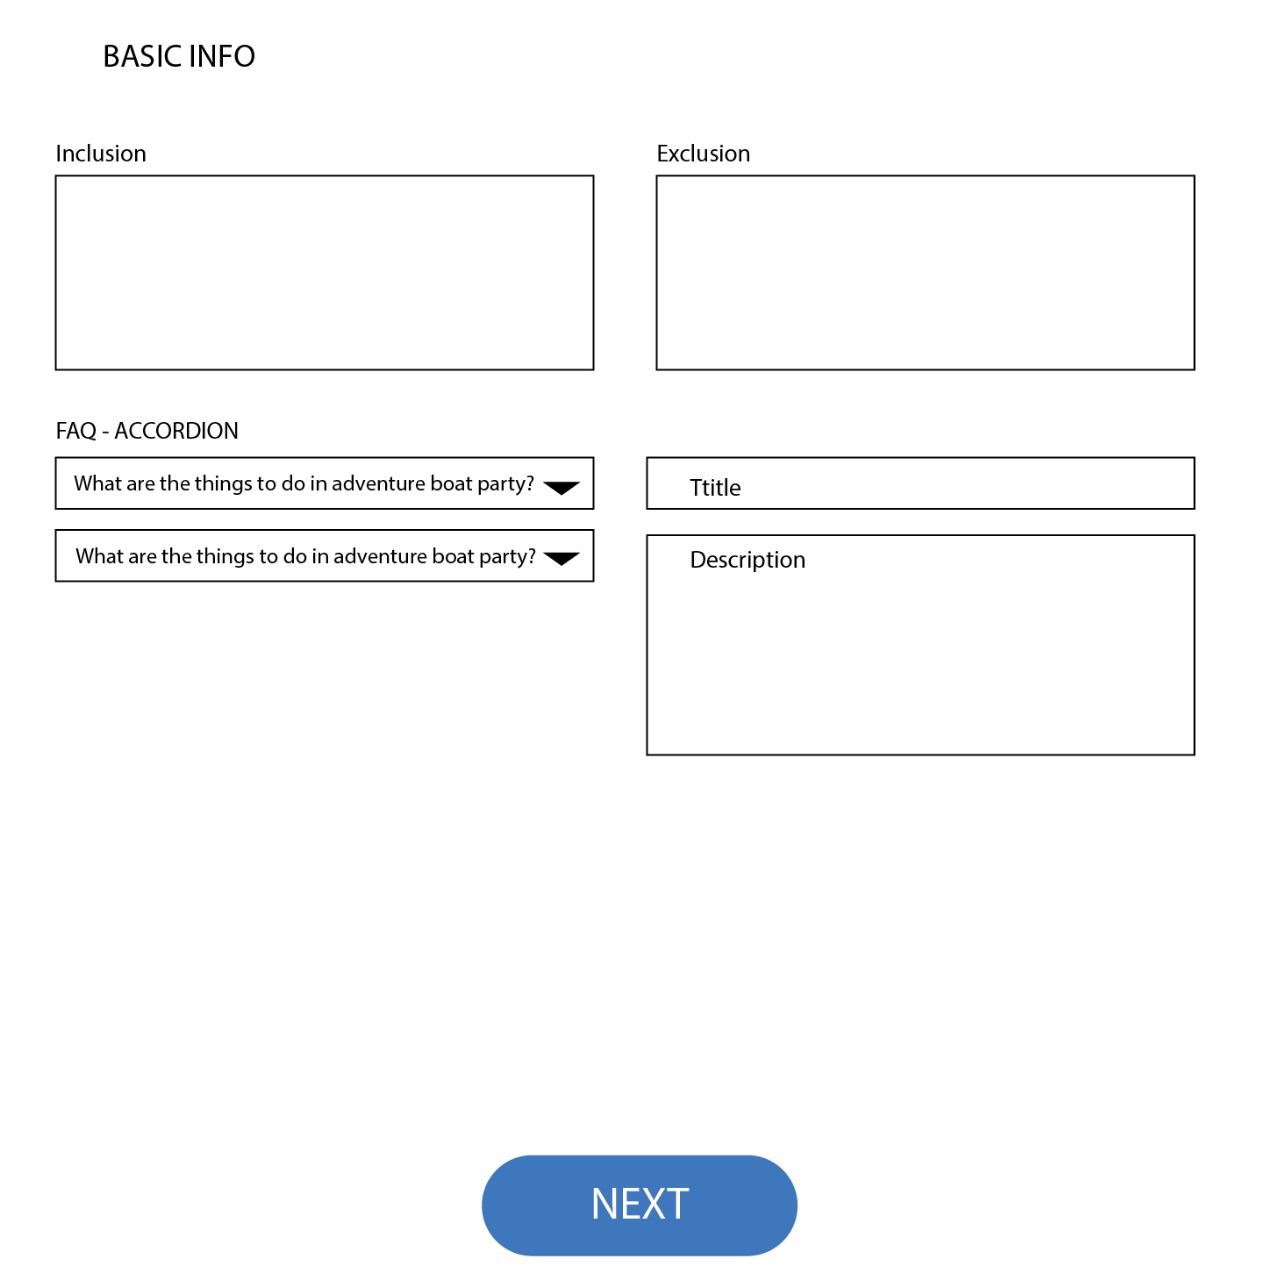 BASIC INFO
Inclusion
Exclusion
FAQ - ACCORDION
What are the things to do in adventure boat party?
Ttitle
What are the things to do in adventure boat party?
Description
NEXT